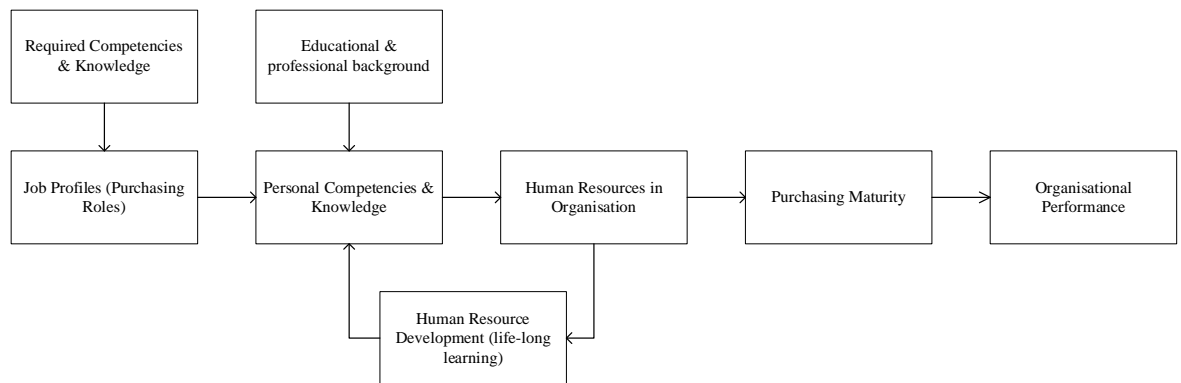 Required Competencies
& Knowledge
Educational &
professional background
Job Profiles (Purchasing
Roles)
Personal Competencies &
Knowledge
Human Resources in
Organisation
Purchasing Maturity
Organisational
Performance
Human Resource
Development (life-long
learning)